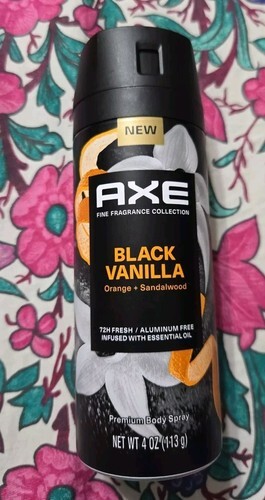 NEW
AXE
FINE FRAGRANCE COLLECTION
BLACK
VANILLA
Orange • Sandalwood
72H FRESH / ALUMINUM FREE
INFUSED WITH ESSENTIAL OIL
Premium Body Spray
NET WT 4 OZ (113 g)